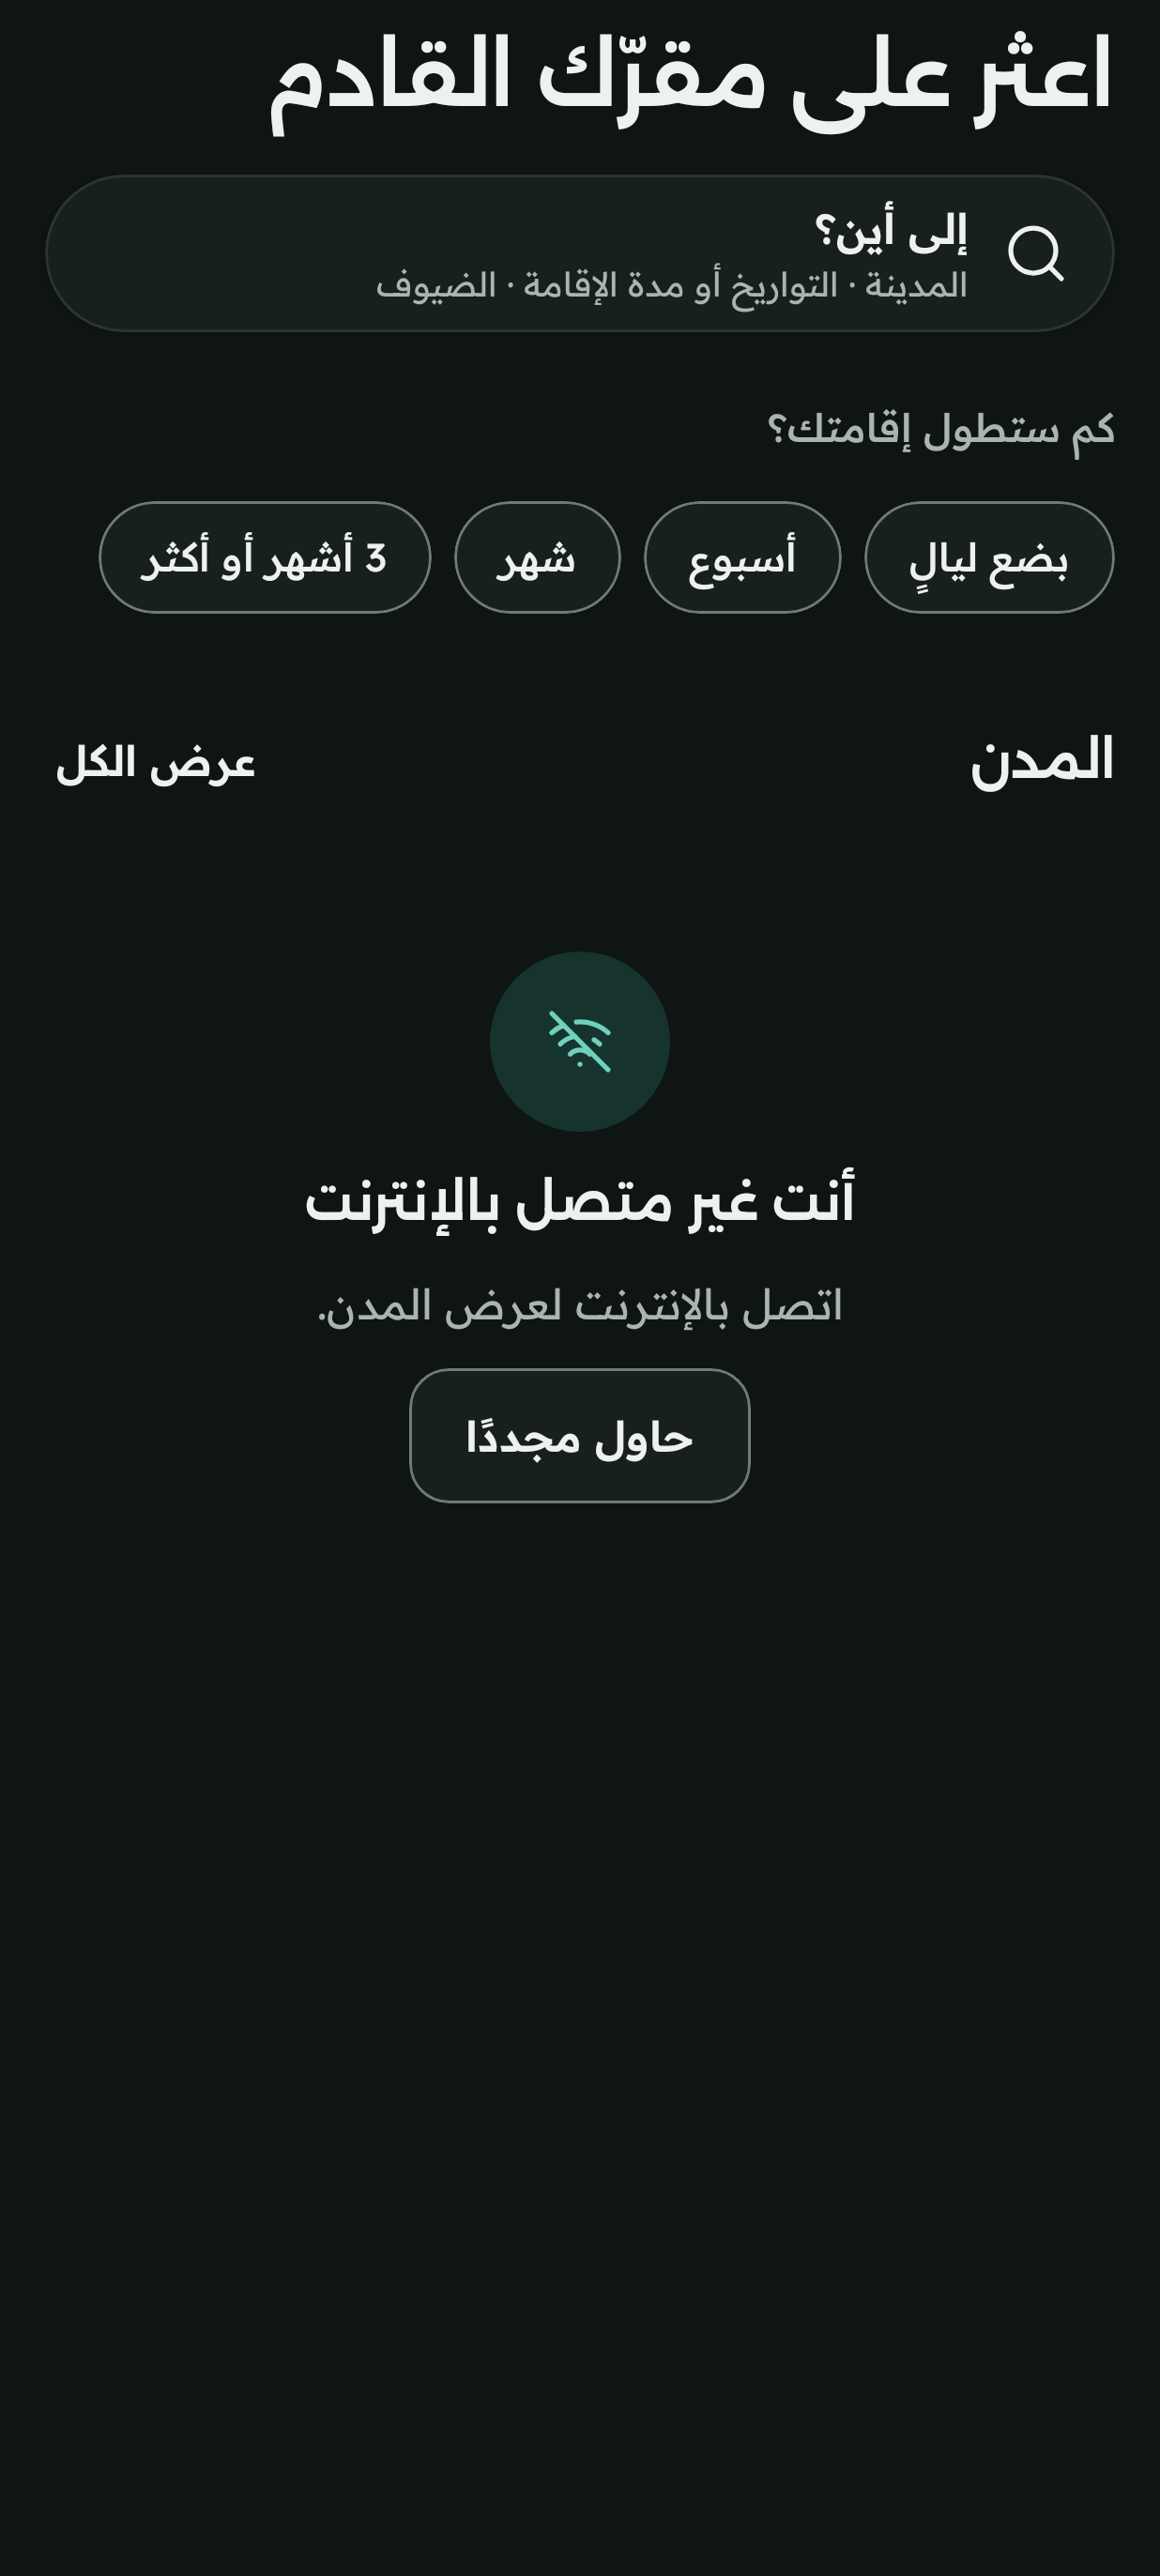 اعثر على مقرّك القادم
إلى أين؟
المدينة · التواريخ أو مدة الإقامة · الضيوف
كم ستطول إقامتك؟
بضع ليالٍ
أسبوع
شهر
3 أشهر أو أكثر
المدن
عرض الكل
أنت غير متصل بالإنترنت
اتصل بالإنترنت لعرض المدن.
حاول مجددًا